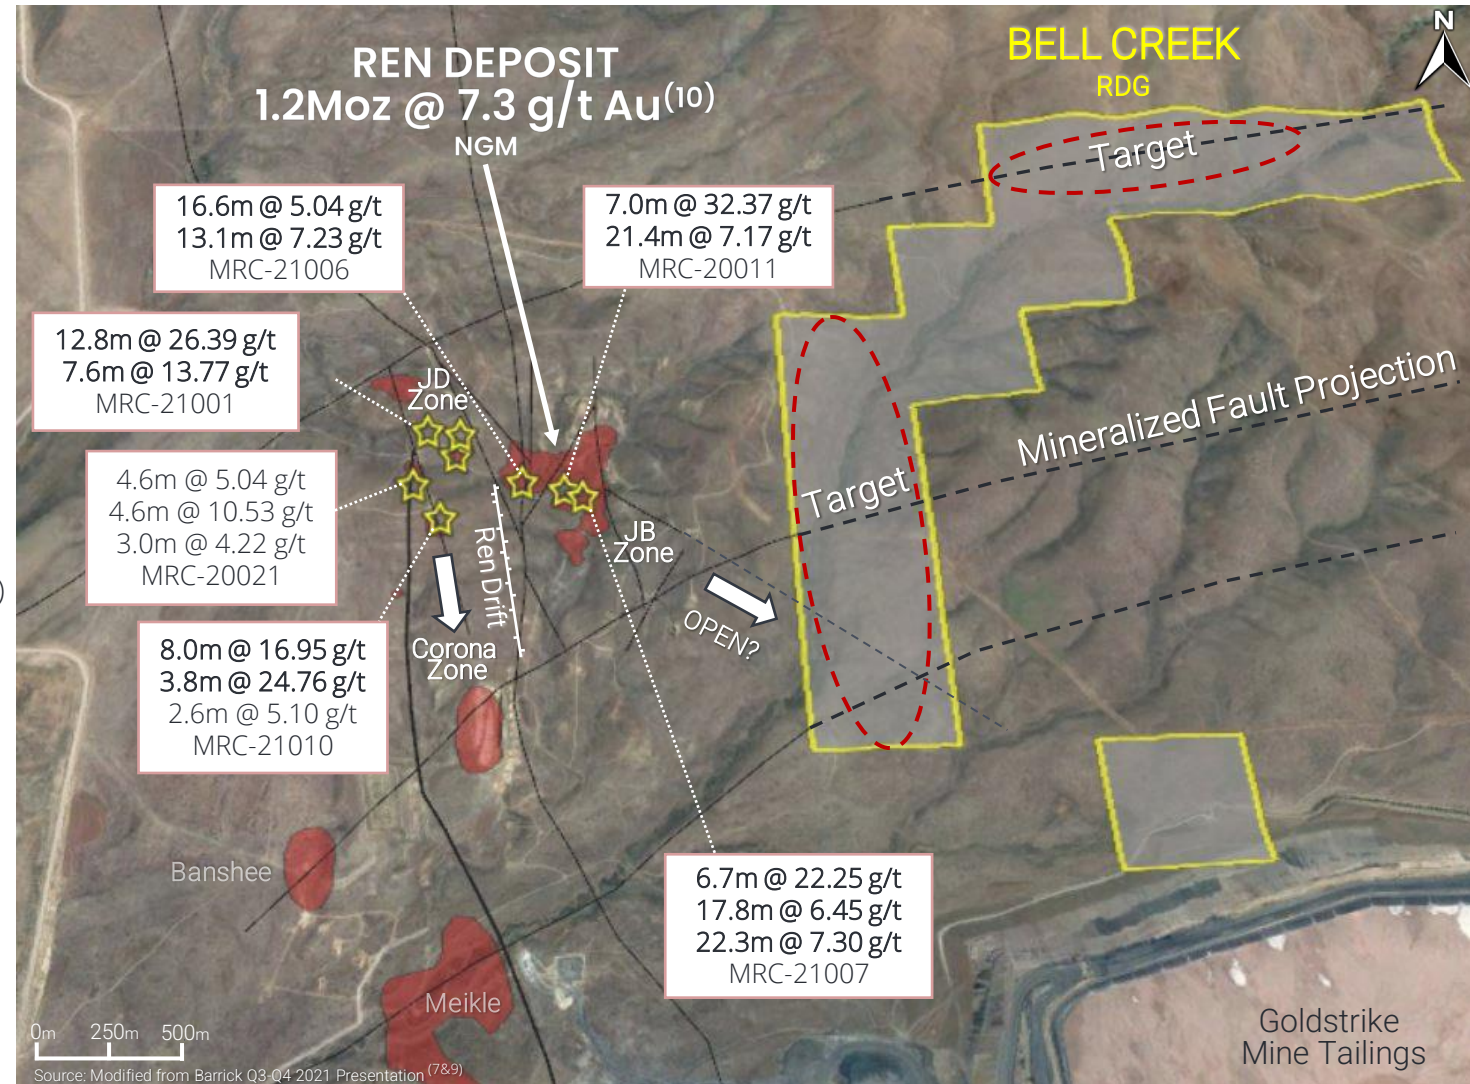 N
BELL CREEK
RDG
REN DEPOSIT
1.2Moz @ 7.3 g/t Au(10)
NGM
Target
16.6m @ 5.04 g/t
13.1m @ 7.23 g/t
MRC-21006
7.0m @ 32.37 g/t
21.4m @ 7.17 g/t
MRC-20011
12.8m @ 26.39 g/t
7.6m @ 13.77 g/t
MRC-21001
JD
Zone
Mineralized Fault Projection
4.6m @ 5.04 g/t
4.6m @ 10.53 g/t
3.0m @ 4.22 g/t
MRC-20021
Target
JB
Zone
Ren Drift
OPEN?
)
8.0m @ 16.95 g/t
3.8m @ 24.76 g/t
2.6m @ 5.10 g/t
MRC-21010
Corona
Zone
Banshee
6.7m @ 22.25 g/t
17.8m @ 6.45 g/t
22.3m @ 7.30 g/t
MRC-21007
Meikle
Goldstrike
Mine Tailings
0m 250m 500m
Source: Modified from Barrick Q3-Q4 2021 Presentation (7&9)